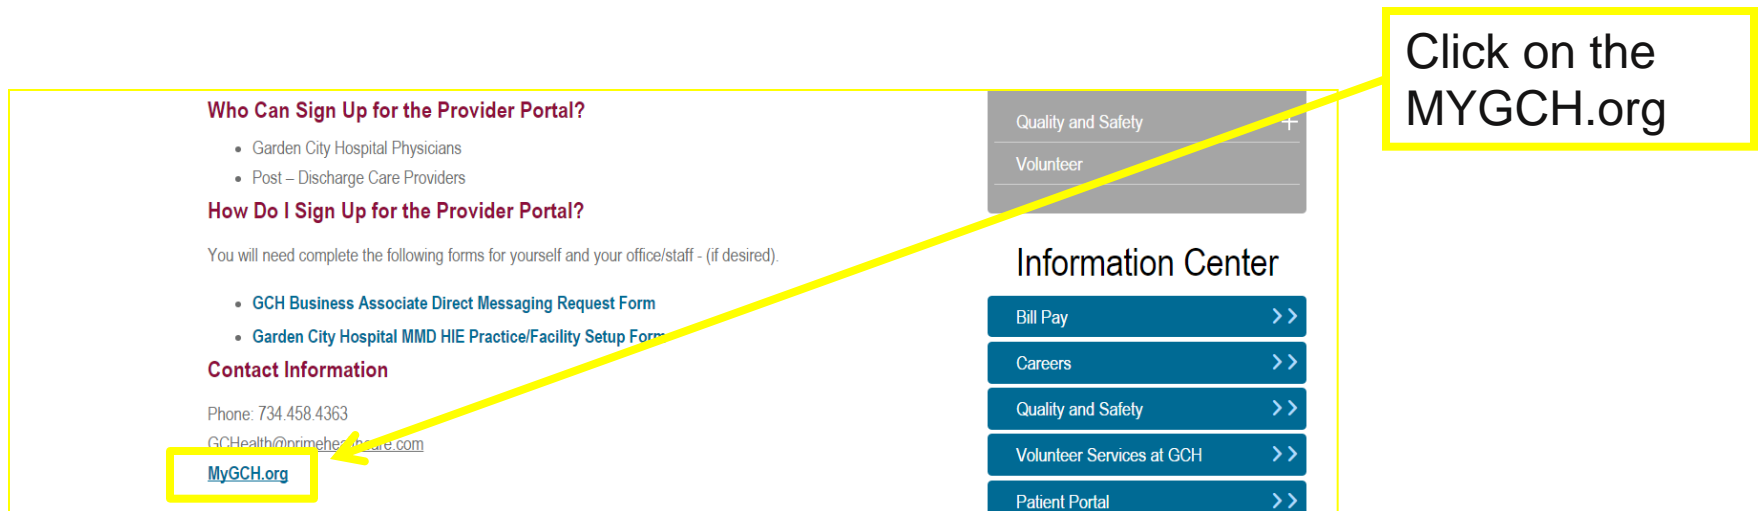 Click on the
MYGCH.org
Who Can Sign Up for the Provider Portal?
Garden City Hospital Physicians
Post – Discharge Care Providers
How Do I Sign Up for the Provider Portal?
You will need complete the following forms for yourself and your office/staff - (if desired).
GCH Business Associate Direct Messaging Request Form
Garden City Hospital MMD HIE Practice/Facility Setup Form
Contact Information
Phone: 734.458.4363
GCHealth@primehealthcare.com
MyGCH.org
Quality and Safety +
Volunteer
Information Center
Bill Pay
Careers
Quality and Safety
Volunteer Services at GCH
Patient Portal